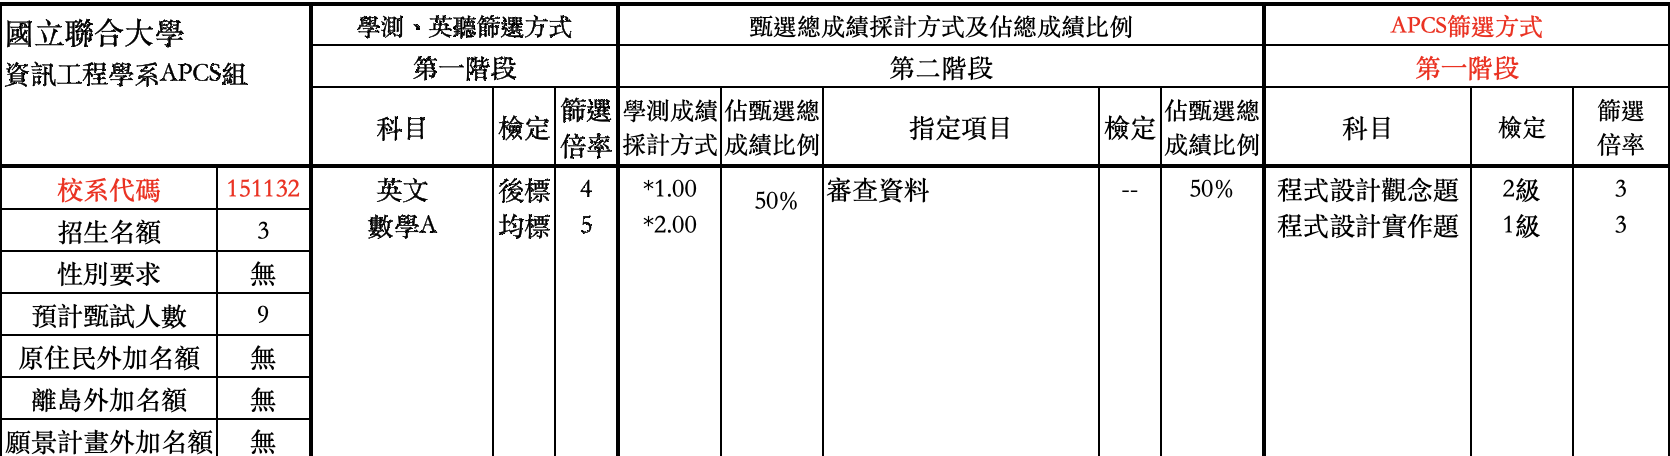 國立聯合大學
資訊工程學系APCS組
學測、英聽篩選方式
甄選總成績採計方式及佔總成績比例
APCS篩選方式
第一階段
第二階段
第一階段
科目
檢定
篩選
倍率
學測成績
採計方式
佔甄選總
成績比例
指定項目
檢定
佔甄選總
成績比例
科目
檢定
篩選
倍率
校系代碼 151132
招生名額 3
性別要求 無
預計甄試人數 9
原住民外加名額 無
離島外加名額 無
願景計畫外加名額 無
英文 後標 4 *1.00
數學A 均標 5 *2.00
50%
審查資料 -- 50%
程式設計觀念題 2級 3
程式設計實作題 1級 3